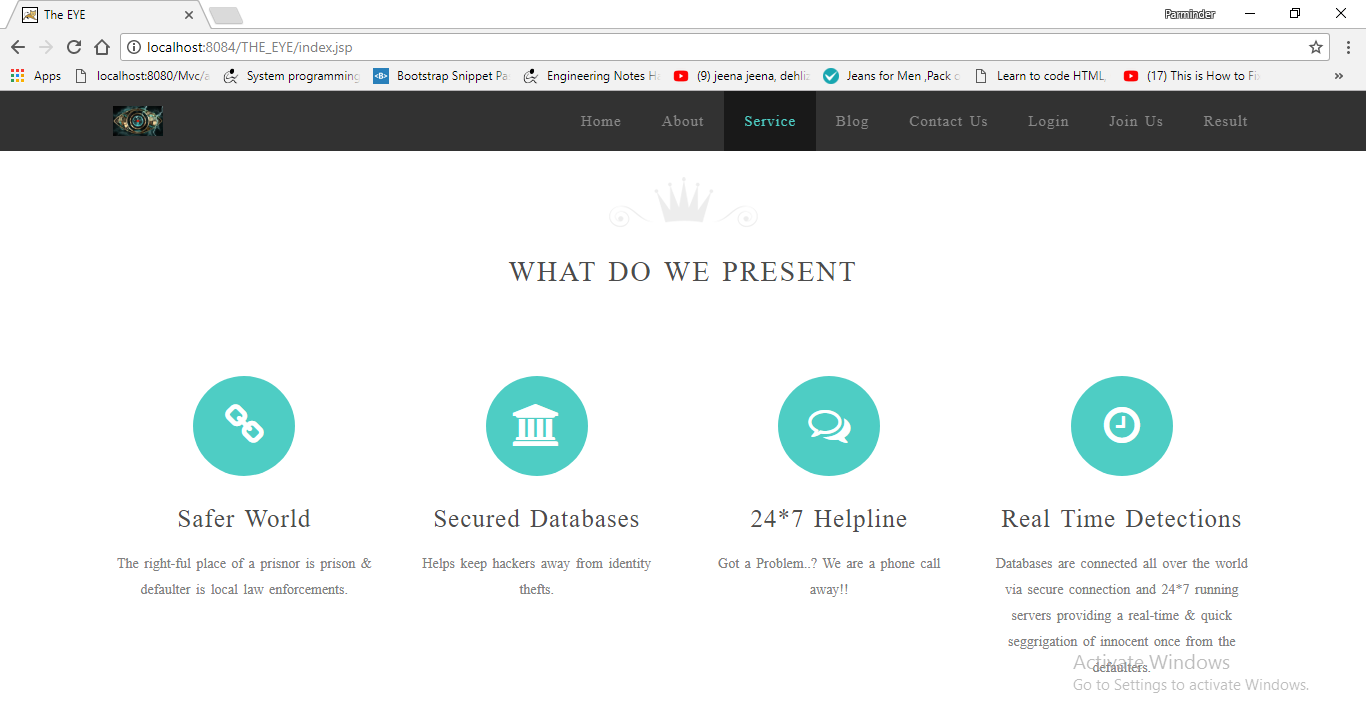 The EYE
Parminder
localhost:8084/THE_EYE/index.jsp
Apps localhost:8080/Mvc/a System programming Bootstrap Snippet Pa Engineering Notes Ha (9) jeena jeena, dehliz Jeans for Men ,Pack o Learn to code HTML, (17) This is How to Fix »
Home About Service Blog Contact Us Login Join Us Result
WHAT DO WE PRESENT
Safer World
The right-ful place of a prisnor is prison &
defaulter is local law enforcements.
Secured Databases
Helps keep hackers away from identity
thefts.
24*7 Helpline
Got a Problem..? We are a phone call
away!!
Real Time Detections
Databases are connected all over the world
via secure connection and 24*7 running
servers providing a real-time & quick
seggrigation of innocent once from the
defaulters.
Activate Windows
Go to Settings to activate Windows.